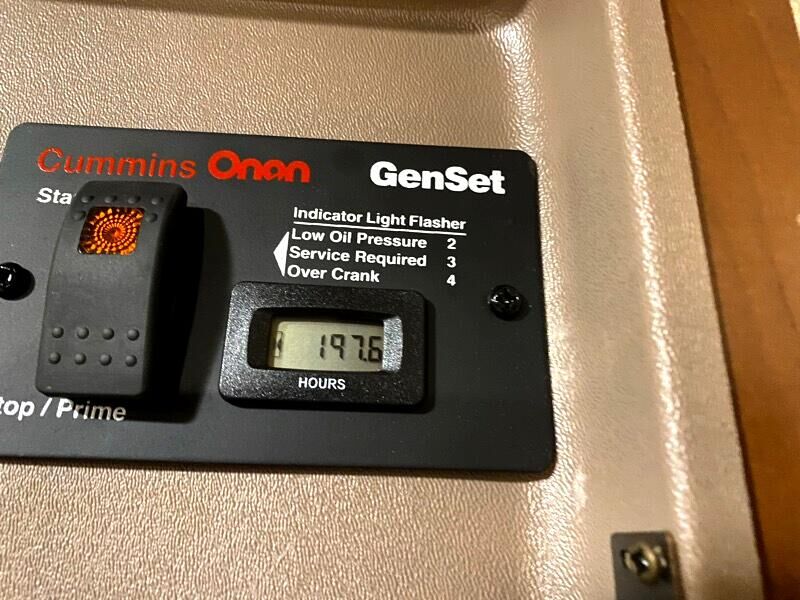 Cummins Onan GenSet
Sta
Indicator Light Flasher
Low Oil Pressure 2
Service Required 3
Over Crank 4
197.6
HOURS
top / Prime